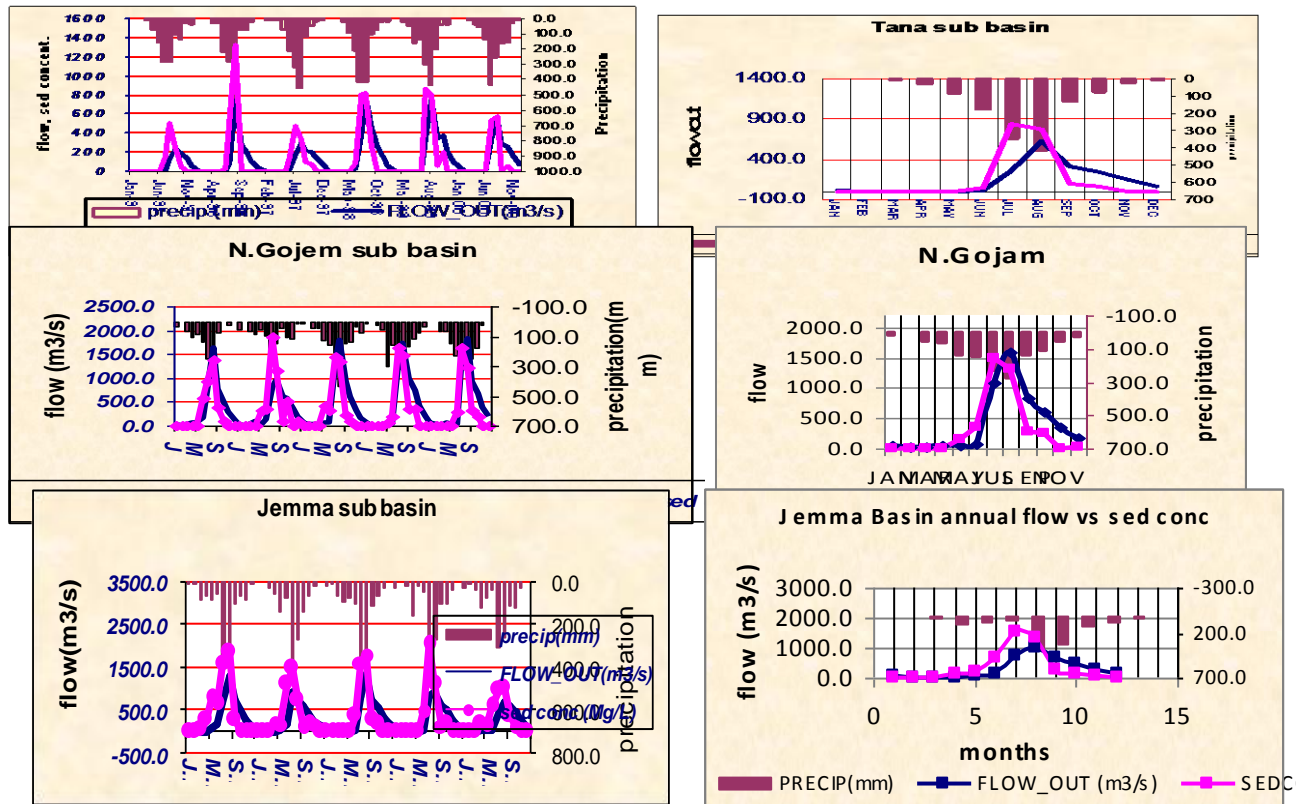 1600
1400
1200
1000
800
600
400
200
0
flow, sed concent.
0.0
100.0
200.0
300.0
400.0
500.0
600.0
700.0
800.0
900.0
1000.0
Precipitation
precip(mm)
FLOW_OUT(m3/s)
Tana sub basin
1400.0
900.0
400.0
-100.0
flowout
0
100
200
300
400
500
600
700
precipitation
JAN
FEB
MAR
APR
MAY
JUN
JUL
AUG
SEP
OCT
NOV
DEC
N.Gojem sub basin
2500.0
2000.0
1500.0
1000.0
500.0
0.0
flow (m3/s)
-100.0
100.0
300.0
500.0
700.0
precipitation(m
m)
J M S J M S J M S J M S J M S
N.Gojam
2000.0
1500.0
1000.0
500.0
0.0
flow
-100.0
100.0
300.0
500.0
700.0
precipitation
Jemma sub basin
3500.0
2500.0
1500.0
500.0
-500.0
flow(m3/s)
0.0
200.0
400.0
600.0
800.0
precipitation
precip(mm)
FLOW_OUT(m3/s)
sed conc (Mg/L)
J.. M. S. J.. M. S. J.. M. S. J.. M. S. J.. M. S.
Jemma Basin annual flow vs sed conc
3000.0
2000.0
1000.0
0.0
flow (m3/s)
-300.0
200.0
700.0
0 5 10 15
months
PRECIP(mm)
FLOW_OUT (m3/s)
SEDC